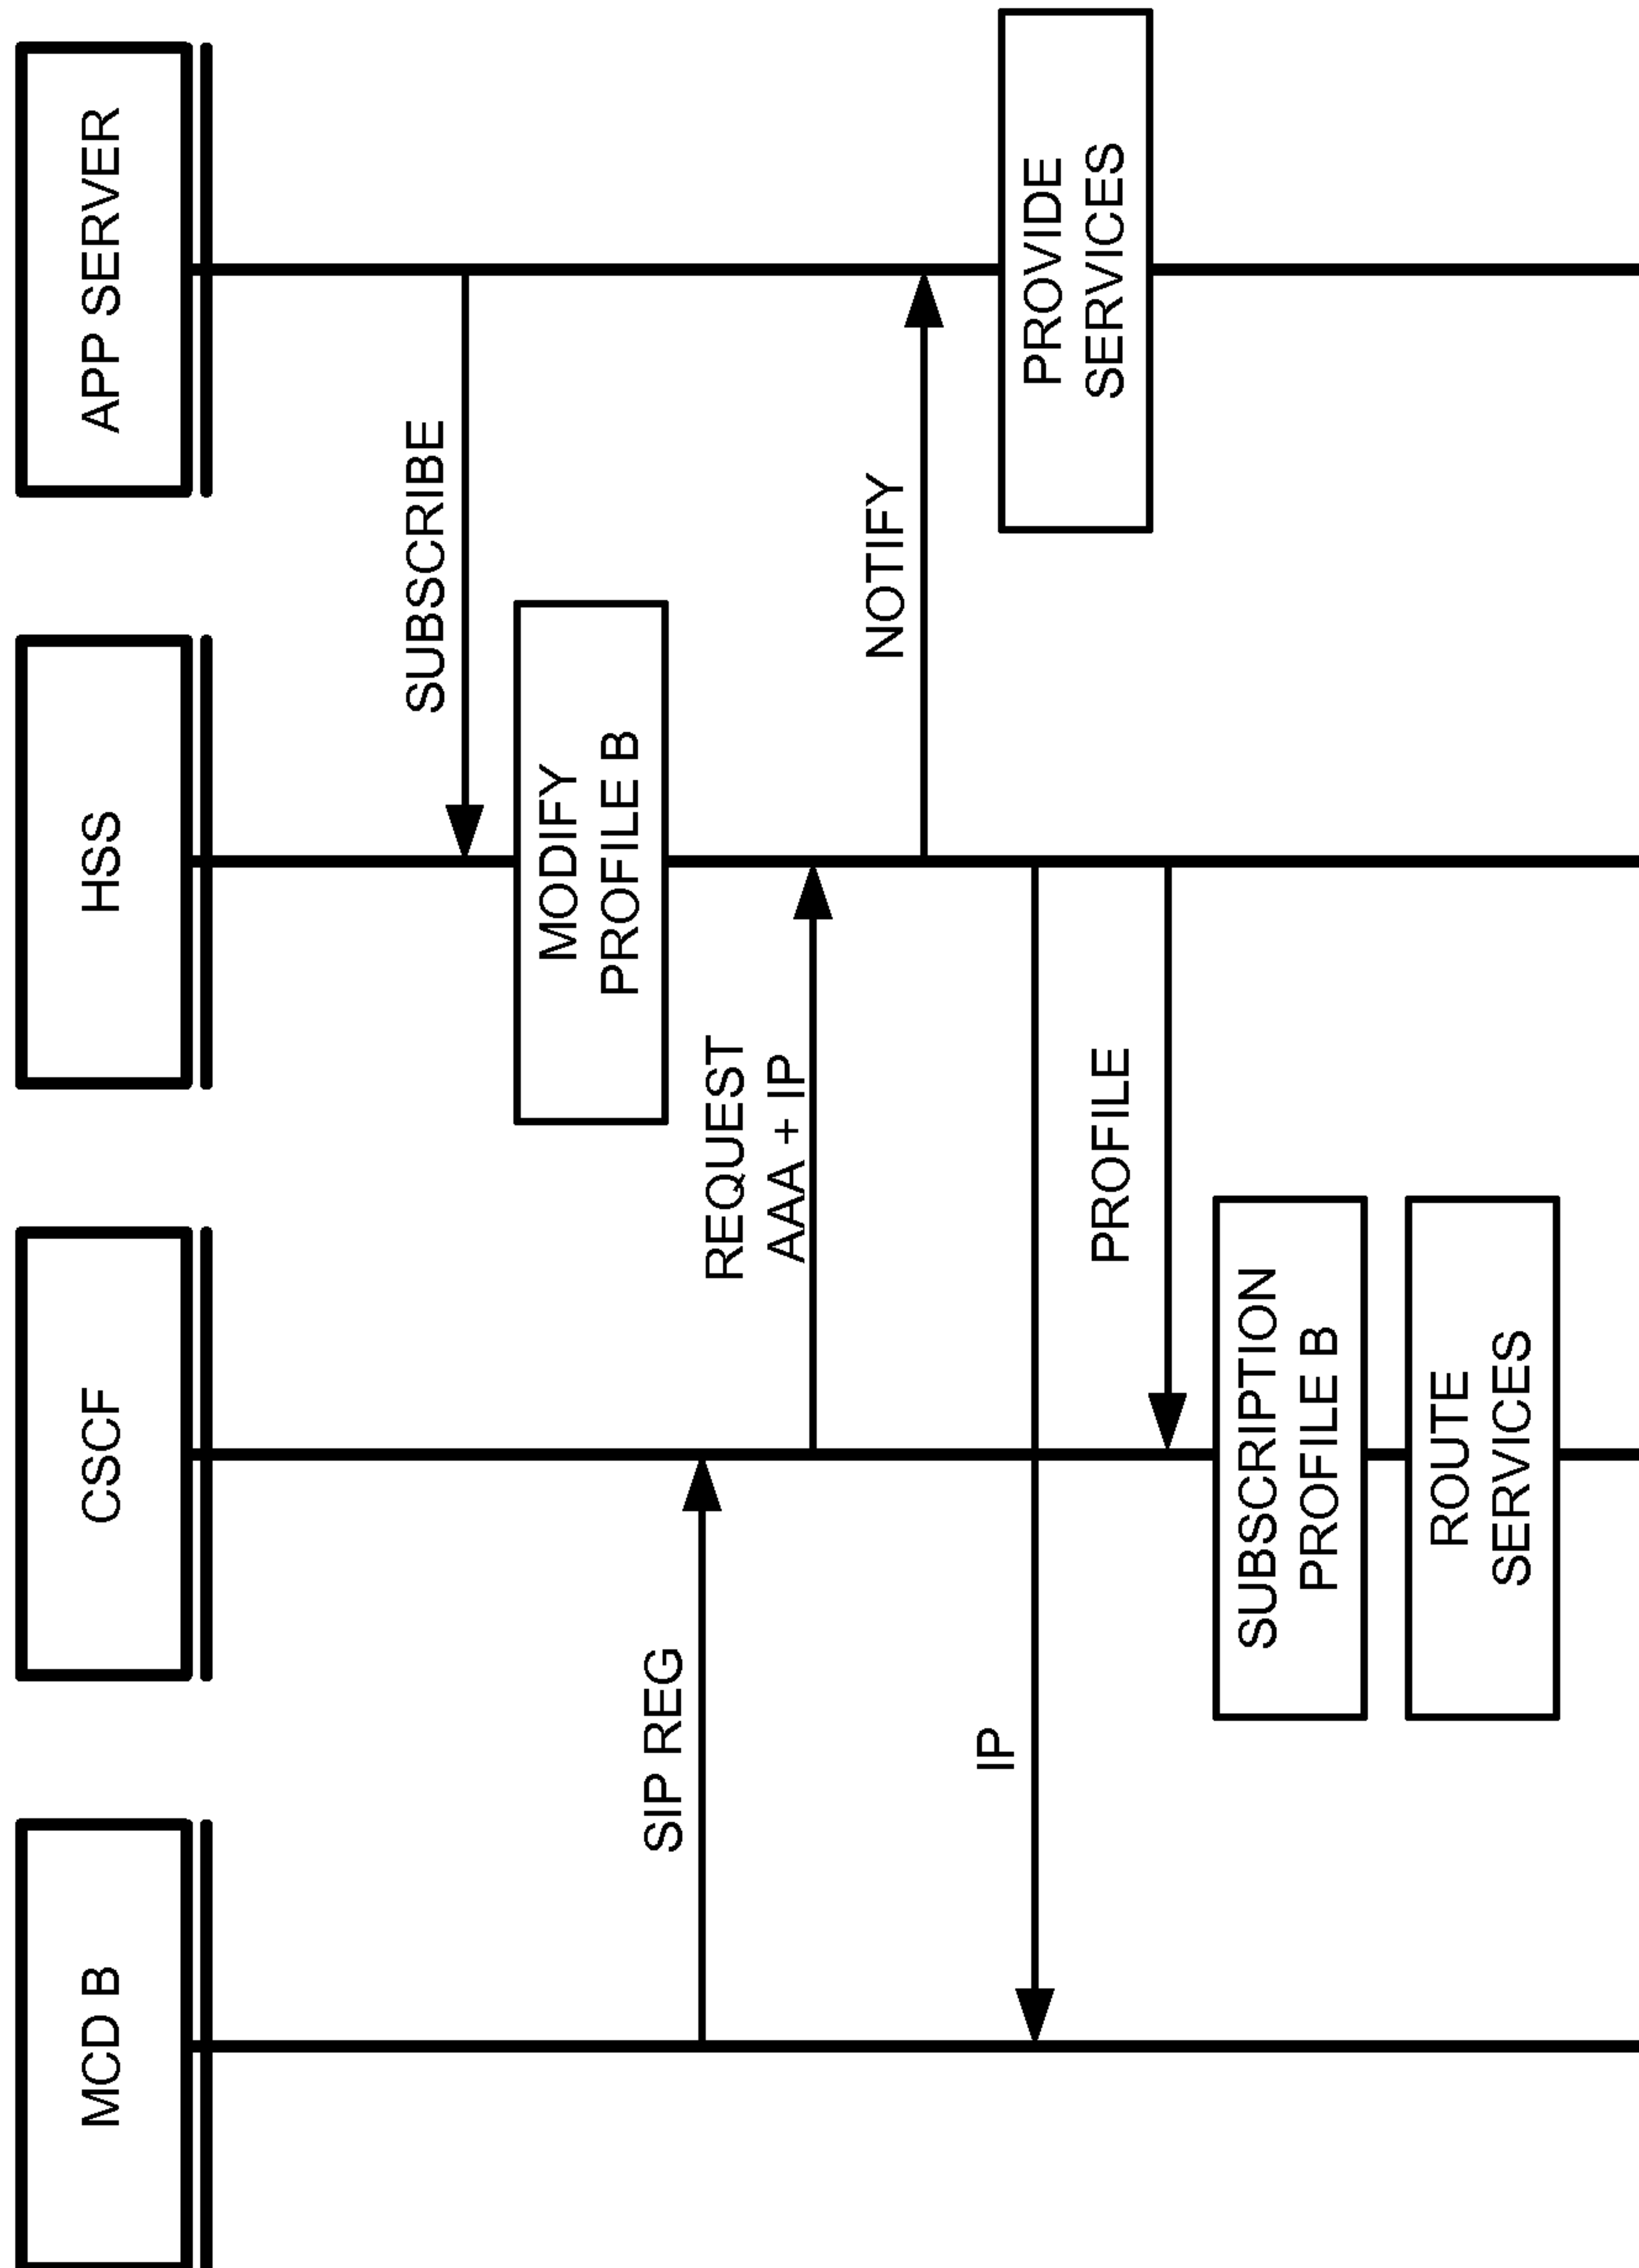 MCD B
CSCF
HSS
APP SERVER
SUBSCRIBE
MODIFY
PROFILE B
SIP REG
REQUEST
AAA + IP
NOTIFY
IP
PROVIDE
SERVICES
PROFILE
SUBSCRIPTION
PROFILE B
ROUTE
SERVICES